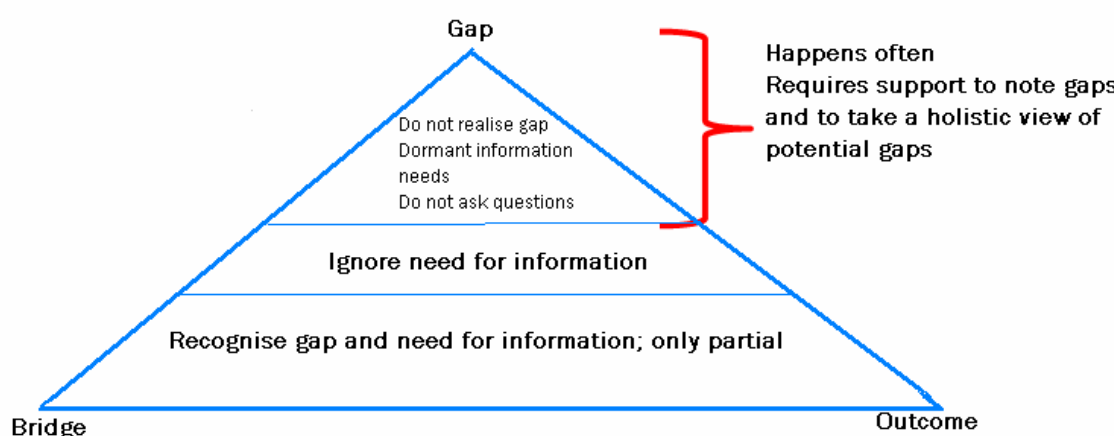 Gap
Happens often
Requires support to note gaps
and to take a holistic view of
potential gaps
Do not realise gap
Dormant information
needs
Do not ask questions
Ignore need for information
Recognise gap and need for information; only partial
Bridge
Outcome